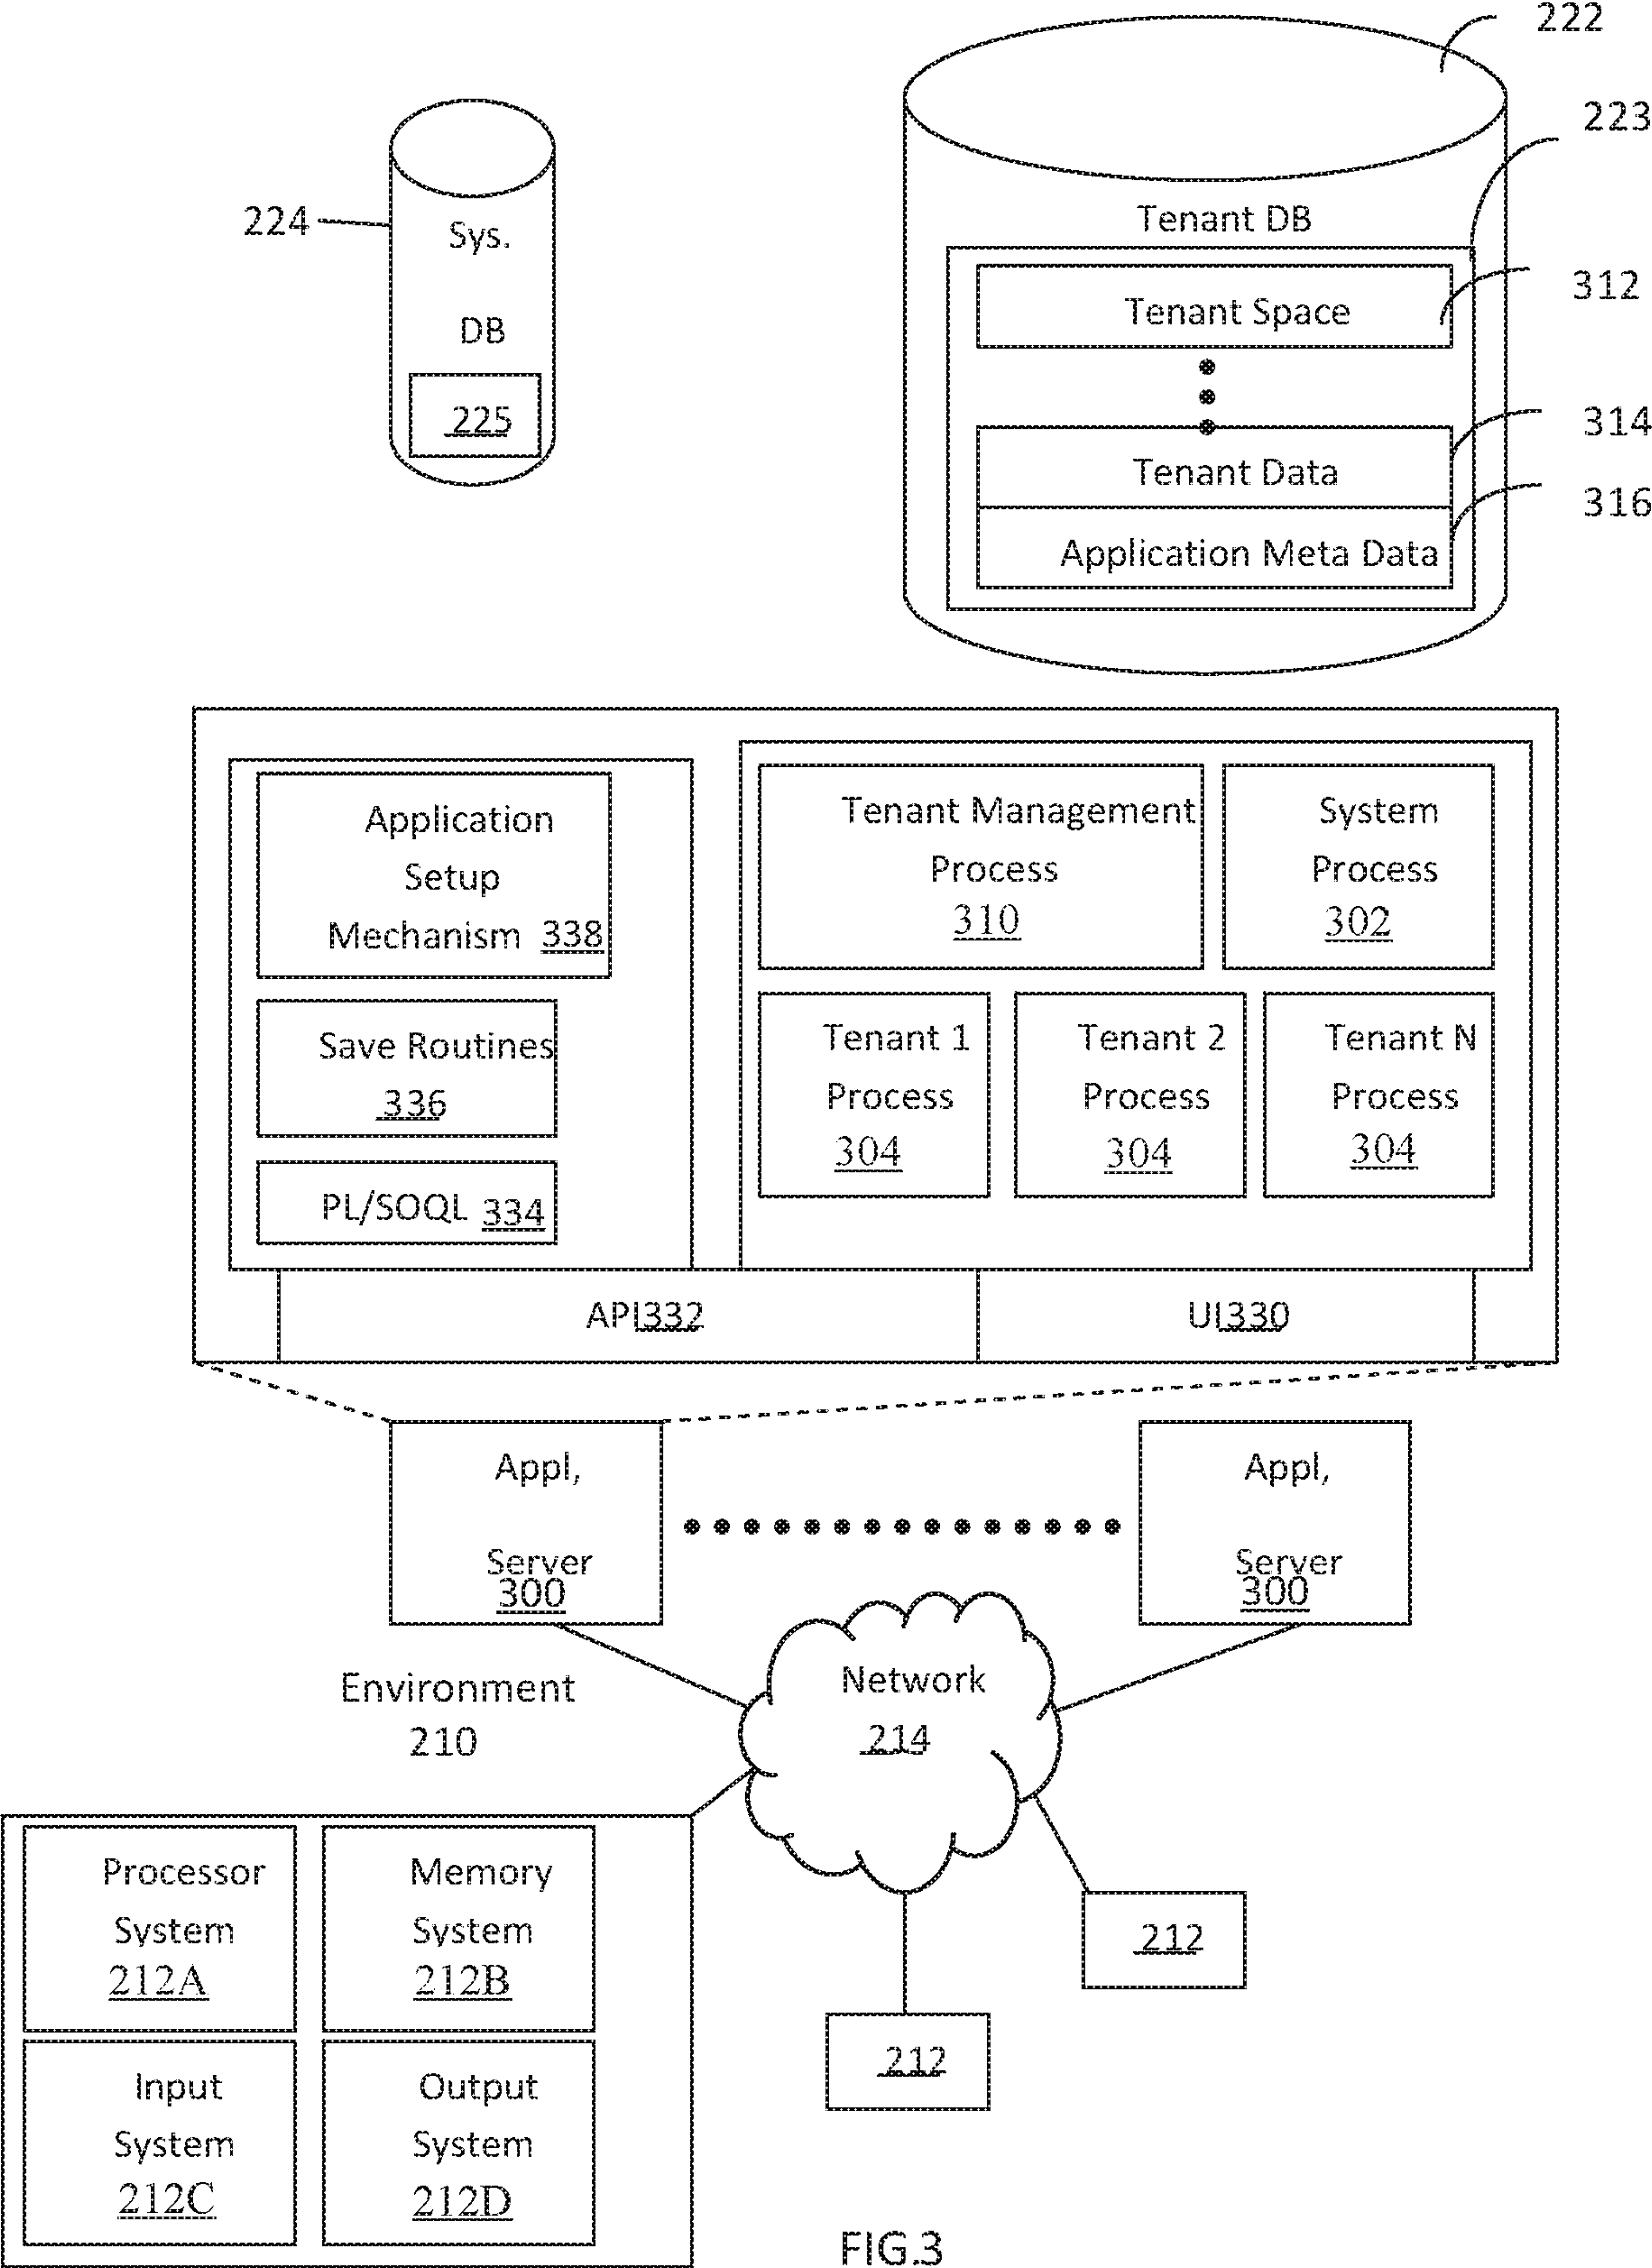 222
223
224
Sys.
DB
225
Tenant DB
Tenant Space
312
314
Tenant Data
316
Application Meta Data
Application
Setup
Mechanism 338
Save Routines
336
PL/SOQL 334
Tenant Management
Process
310
System
Process
302
Tenant 1
Process
304
Tenant 2
Process
304
Tenant N
Process
304
API332
UI330
Appl,
Server
300
Appl,
Server
300
Environment
210
Network
214
Processor
System
212A
Memory
System
212B
Input
System
212C
Output
System
212D
212
212
FIG.3